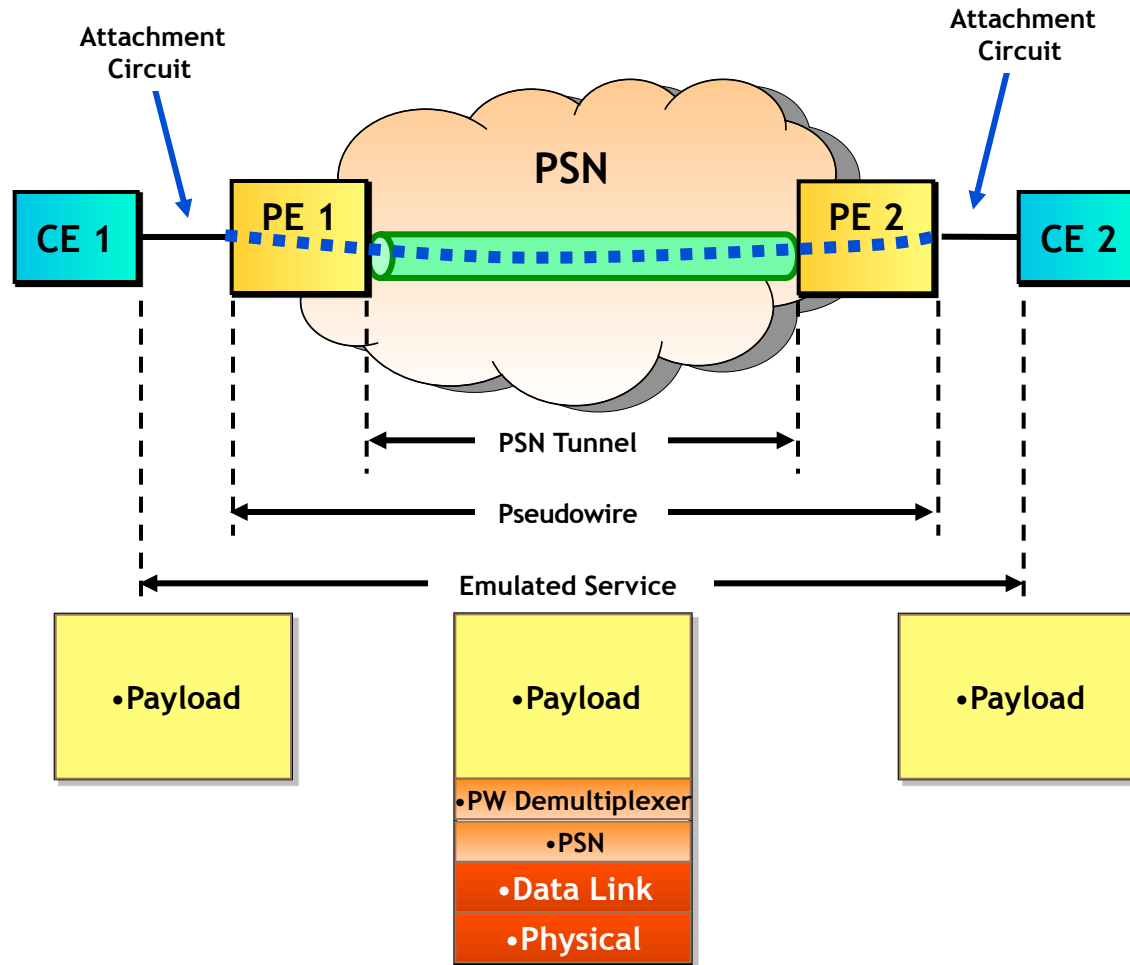 Attachment
Circuit
Attachment
Circuit
PSN
CE 1
PE 1
PE 2
CE 2
PSN Tunnel
Pseudowire
Emulated Service
•Payload
•Payload
•Payload
•PW Demultiplexer
•PSN
•Data Link
•Physical